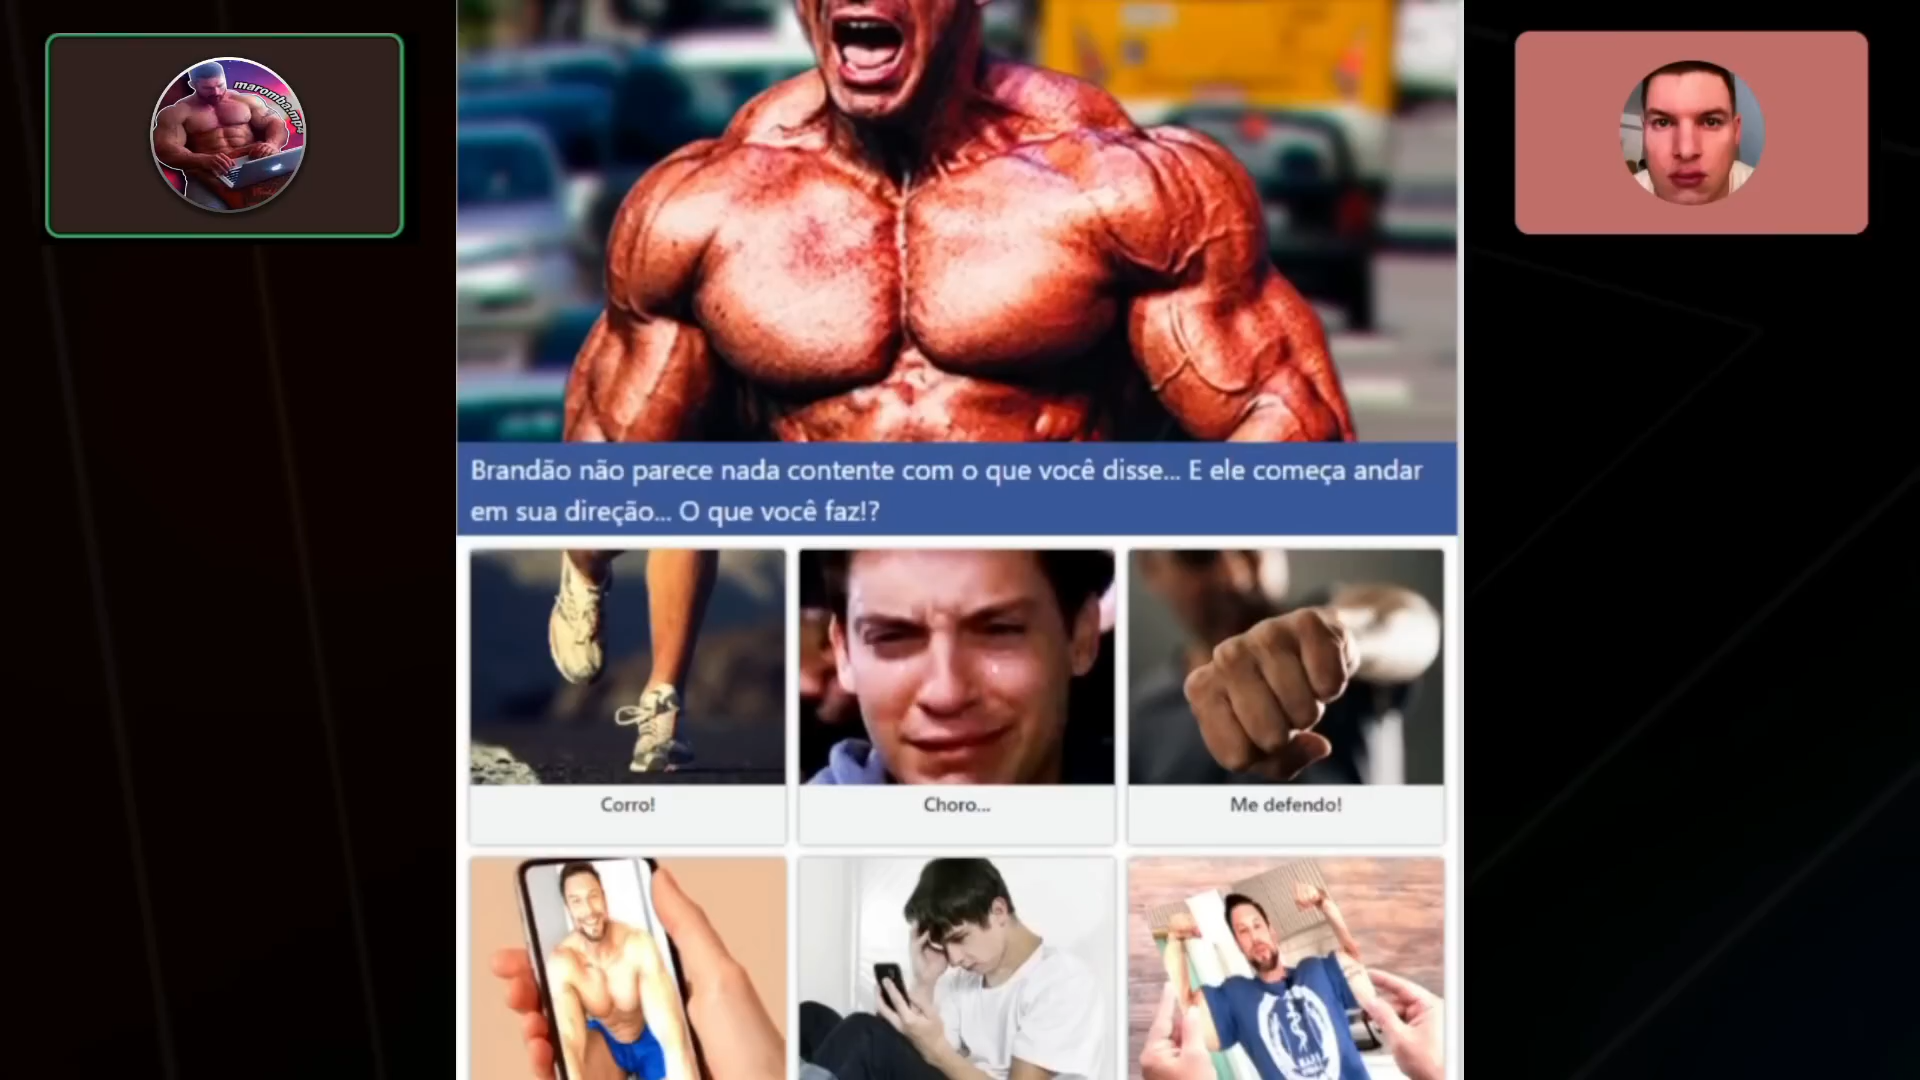 maromba.mp4
Brandão não parece nada contente com o que você disse... E ele começa andar
em sua direção... O que você faz!?
Corro!
Choro...
Me defendo!